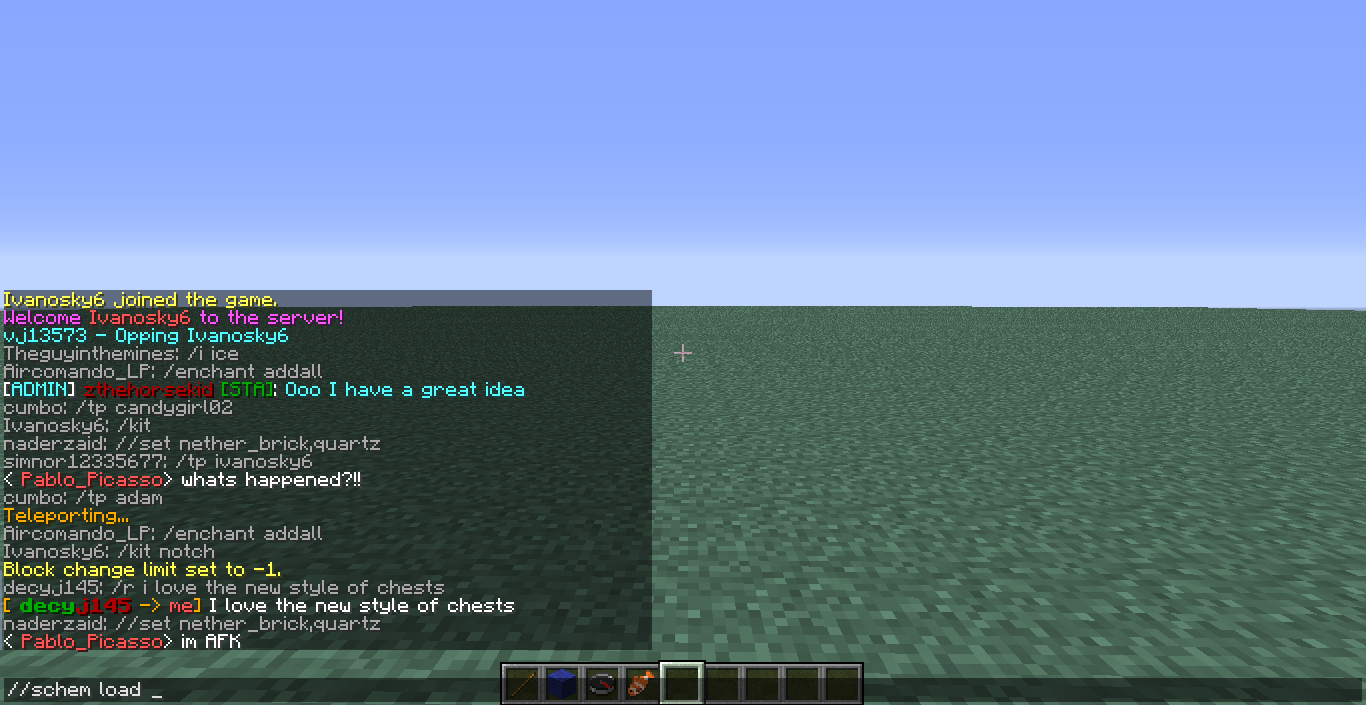 Ivanosky6 joined the game.
Welcome Ivanosky6 to the server!
vj13573 - Opping Ivanosky6
Theguyinthemines: /i ice
Aircomando_LP: /enchant addall
[ADMIN] zthehorsekid [STA]: Ooo I have a great idea
cumbo: /tp candygirl02
Ivanosky6: /kit
naderzaid: //set nether_brick,quartz
simnor12335677: /tp ivanosky6
< Pablo_Picasso> whats happened?!!
cumbo: /tp adam
Teleporting...
Aircomando_LP: /enchant addall
Ivanosky6: /kit notch
Block change limit set to -1.
decyj145: /r i love the new style of chests
[ decyj145 -> me] I love the new style of chests
naderzaid: //set nether_brick,quartz
< Pablo_Picasso> im AFK
//schem load _